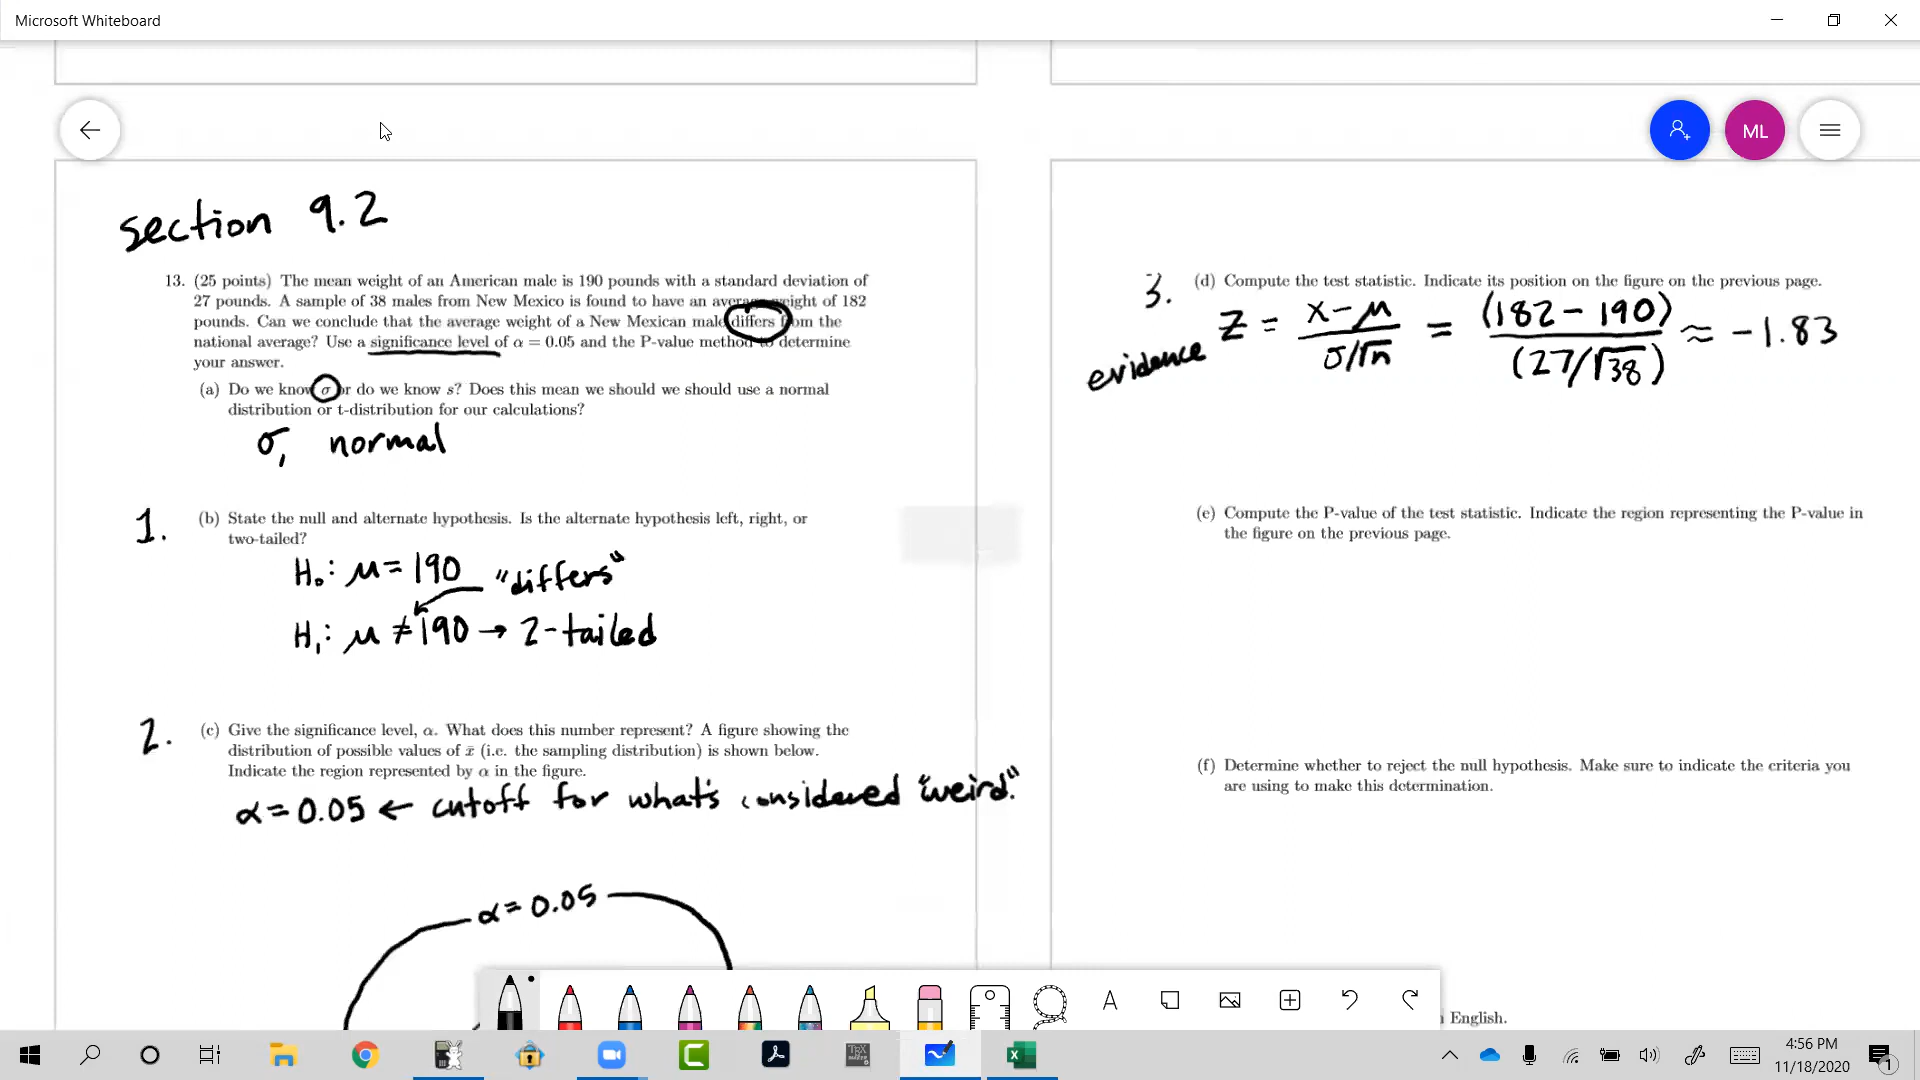 Microsoft Whiteboard
ML
section 9.2
13. (25 points) The mean weight of an American male is 190 pounds with a standard deviation of
27 pounds. A sample of 38 males from New Mexico is found to have an average weight of 182
pounds. Can we conclude that the average weight of a New Mexican male differs from the
national average? Use a significance level of α = 0.05 and the P-value method to determine
your answer.
(a) Do we know σ or do we know s? Does this mean we should we should use a normal
distribution or t-distribution for our calculations?
σ, normal
1. (b) State the null and alternate hypothesis. Is the alternate hypothesis left, right, or
two-tailed?
H₀: μ = 190 "differs"
H₁: μ ≠ 190 → 2-tailed
2. (c) Give the significance level, α. What does this number represent? A figure showing the
distribution of possible values of x̄ (i.e. the sampling distribution) is shown below.
Indicate the region represented by α in the figure.
α = 0.05 ← cutoff for what's considered "weird."
α = 0.05
3. (d) Compute the test statistic. Indicate its position on the figure on the previous page.
evidence Z = (x-μ)/(σ/√n) = (182-190)/(27/√38) ≈ -1.83
(e) Compute the P-value of the test statistic. Indicate the region representing the P-value in
the figure on the previous page.
(f) Determine whether to reject the null hypothesis. Make sure to indicate the criteria you
are using to make this determination.
English.
4:56 PM
11/18/2020
1